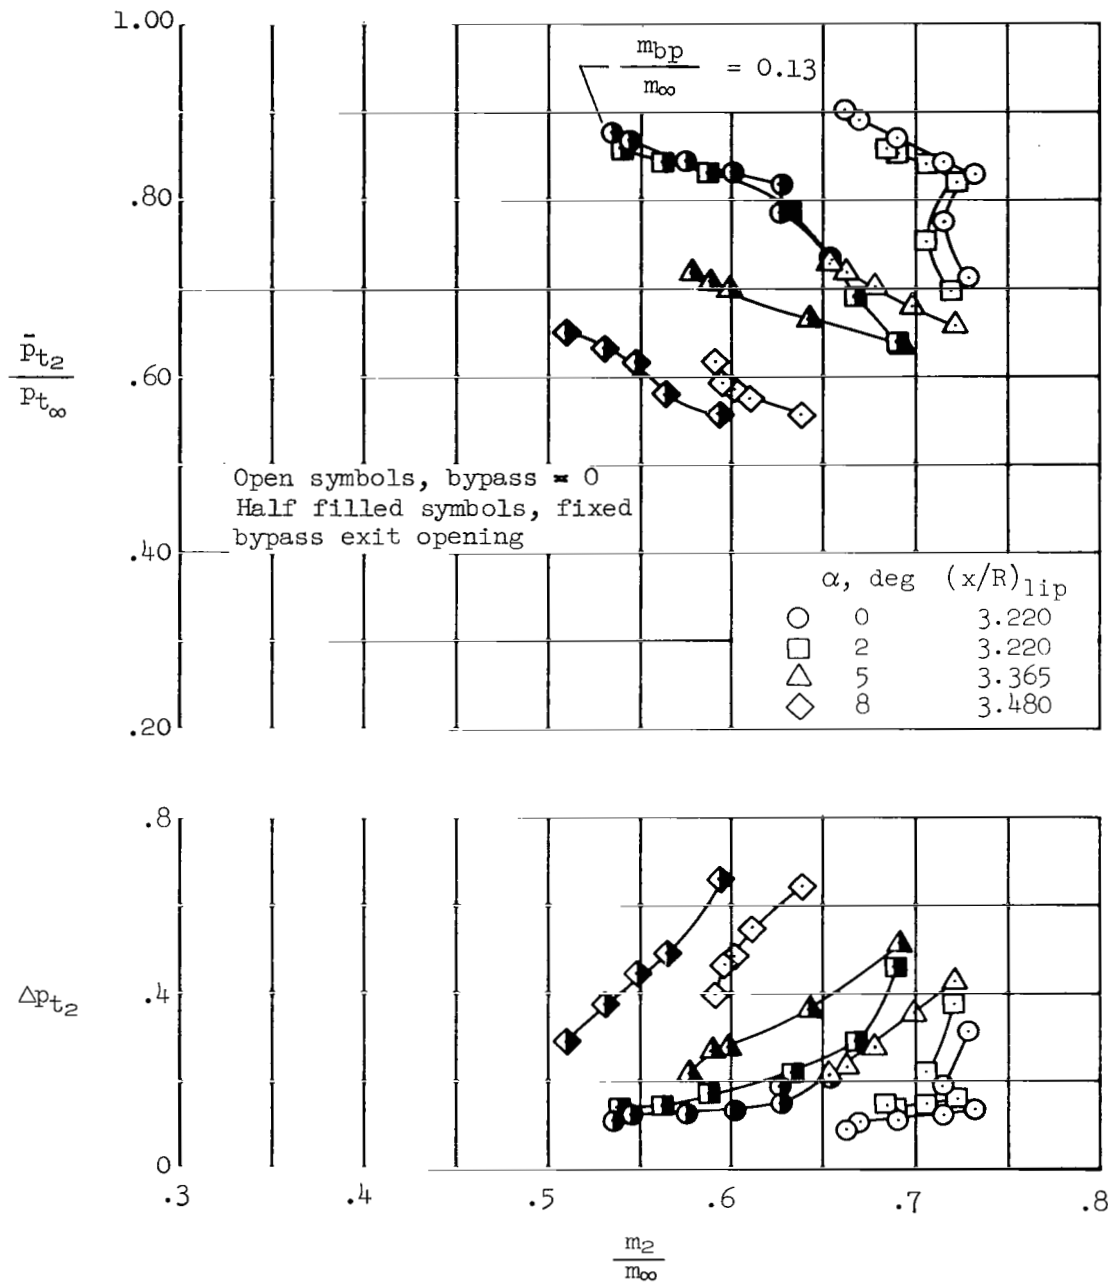 1.00
m_bp
m_∞
= 0.13
.80
p̄_t2
p_t∞
.60
Open symbols, bypass = 0
Half filled symbols, fixed
bypass exit opening
.40
α, deg (x/R)_lip
0 3.220
2 3.220
5 3.365
8 3.480
.20
.8
Δp_t2
.4
0
.3 .4 .5 .6 .7 .8
m_2
m_∞